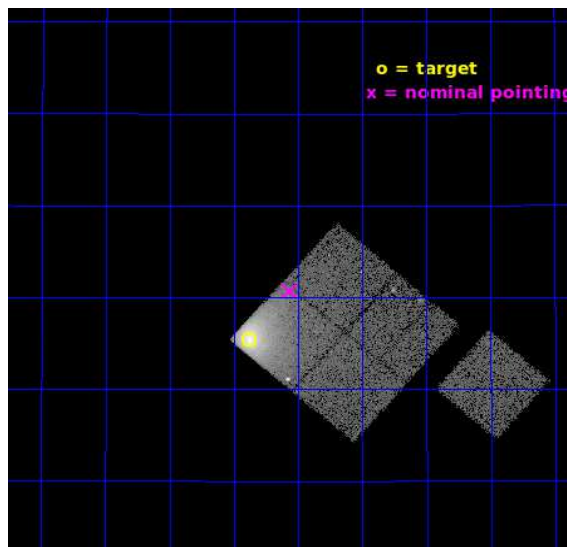 o = target
x = nominal pointing